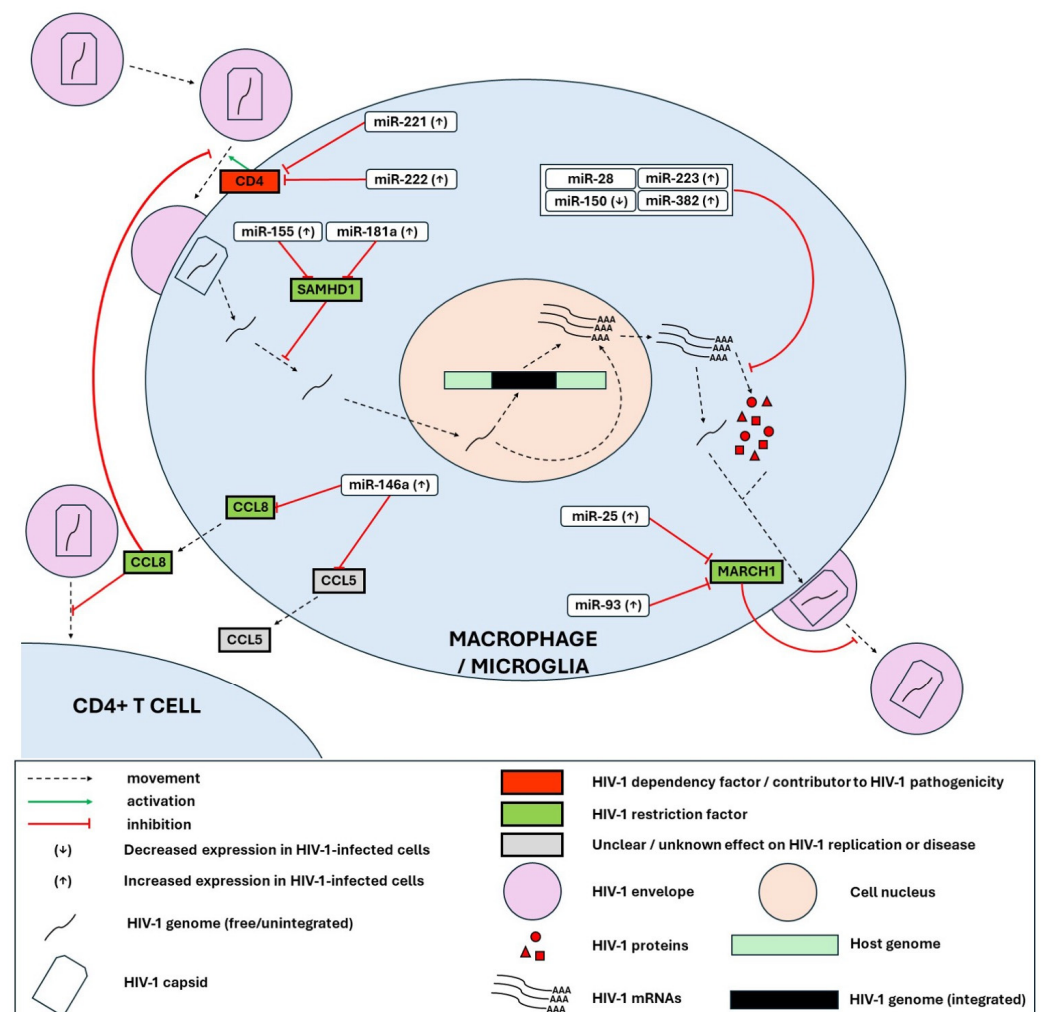 miR-221 (↑)
CD4
miR-222 (↑)
miR-28
miR-223 (↑)
miR-150 (↓)
miR-382 (↑)
miR-155 (↑)
miR-181a (↑)
SAMHD1
AAA
AAA
AAA
AAA
AAA
AAA
miR-146a (↑)
CCL8
CCL8
CCL5
CCL5
miR-25 (↑)
MARCH1
miR-93 (↑)
MACROPHAGE
/ MICROGLIA
CD4+ T CELL
movement
activation
inhibition
(↓) Decreased expression in HIV-1-infected cells
(↑) Increased expression in HIV-1-infected cells
HIV-1 genome (free/unintegrated)
HIV-1 capsid
HIV-1 dependency factor / contributor to HIV-1 pathogenicity
HIV-1 restriction factor
Unclear / unknown effect on HIV-1 replication or disease
HIV-1 envelope
Cell nucleus
HIV-1 proteins
Host genome
AAA
AAA
AAA
HIV-1 mRNAs
HIV-1 genome (integrated)